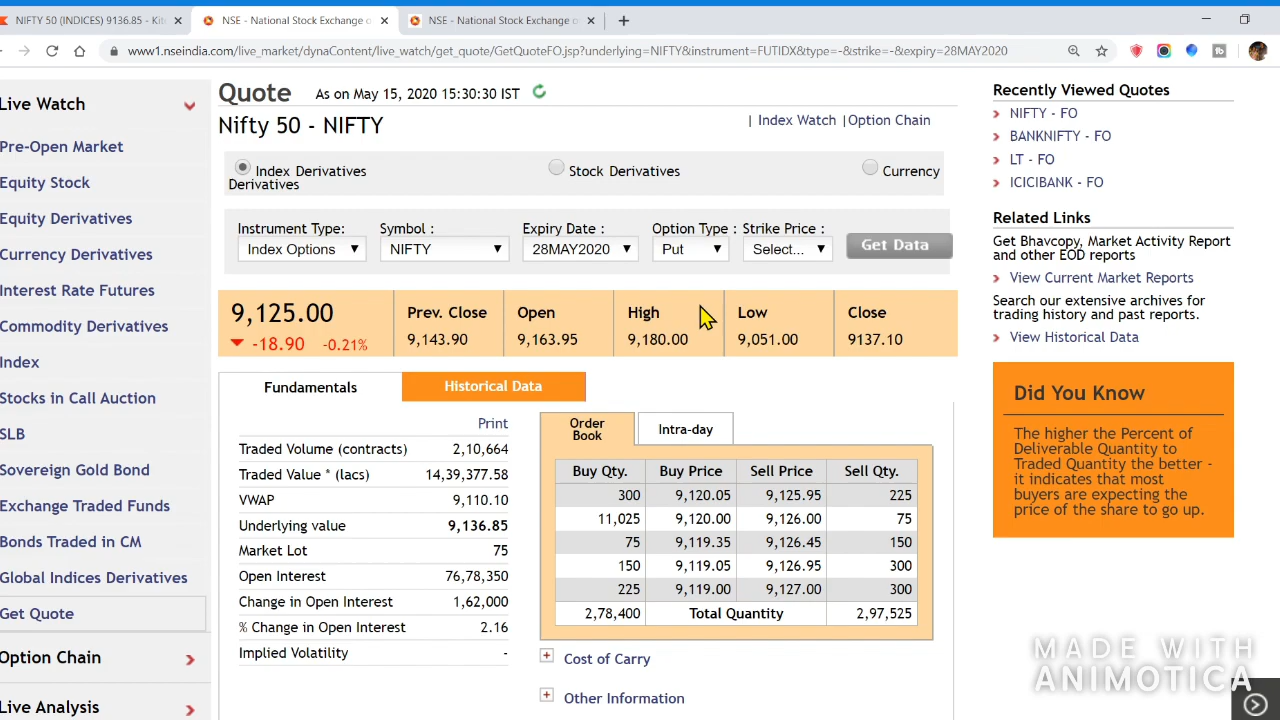 NIFTY 50 (INDICES) 9136.85 - Kit
NSE - National Stock Exchange o
NSE - National Stock Exchange o
www1.nseindia.com/live_market/dynaContent/live_watch/get_quote/GetQuoteFO.jsp?underlying=NIFTY&instrument=FUTIDX&type=-&strike=-&expiry=28MAY2020
Live Watch
Pre-Open Market
Equity Stock
Equity Derivatives
Currency Derivatives
Interest Rate Futures
Commodity Derivatives
Index
Stocks in Call Auction
SLB
Sovereign Gold Bond
Exchange Traded Funds
Bonds Traded in CM
Global Indices Derivatives
Get Quote
Option Chain
Live Analysis
Quote As on May 15, 2020 15:30:30 IST
Nifty 50 - NIFTY
| Index Watch |Option Chain
Index Derivatives Stock Derivatives Currency
Derivatives
Instrument Type: Symbol : Expiry Date : Option Type : Strike Price :
Index Options NIFTY 28MAY2020 Put Select... Get Data
9,125.00 Prev. Close Open High Low Close
-18.90 -0.21% 9,143.90 9,163.95 9,180.00 9,051.00 9137.10
Fundamentals Historical Data
Print
Traded Volume (contracts) 2,10,664
Traded Value * (lacs) 14,39,377.58
VWAP 9,110.10
Underlying value 9,136.85
Market Lot 75
Open Interest 76,78,350
Change in Open Interest 1,62,000
% Change in Open Interest 2.16
Implied Volatility -
Order
Book
Intra-day
Buy Qty. Buy Price Sell Price Sell Qty.
300 9,120.05 9,125.95 225
11,025 9,120.00 9,126.00 75
75 9,119.35 9,126.45 150
150 9,119.05 9,126.95 300
225 9,119.00 9,127.00 300
2,78,400 Total Quantity 2,97,525
+ Cost of Carry
+ Other Information
Recently Viewed Quotes
NIFTY - FO
BANKNIFTY - FO
LT - FO
ICICIBANK - FO
Related Links
Get Bhavcopy, Market Activity Report
and other EOD reports
View Current Market Reports
Search our extensive archives for
trading history and past reports.
View Historical Data
Did You Know
The higher the Percent of
Deliverable Quantity to
Traded Quantity the better -
it indicates that most
buyers are expecting the
price of the share to go up.
MADE WITH
ANIMOTICA